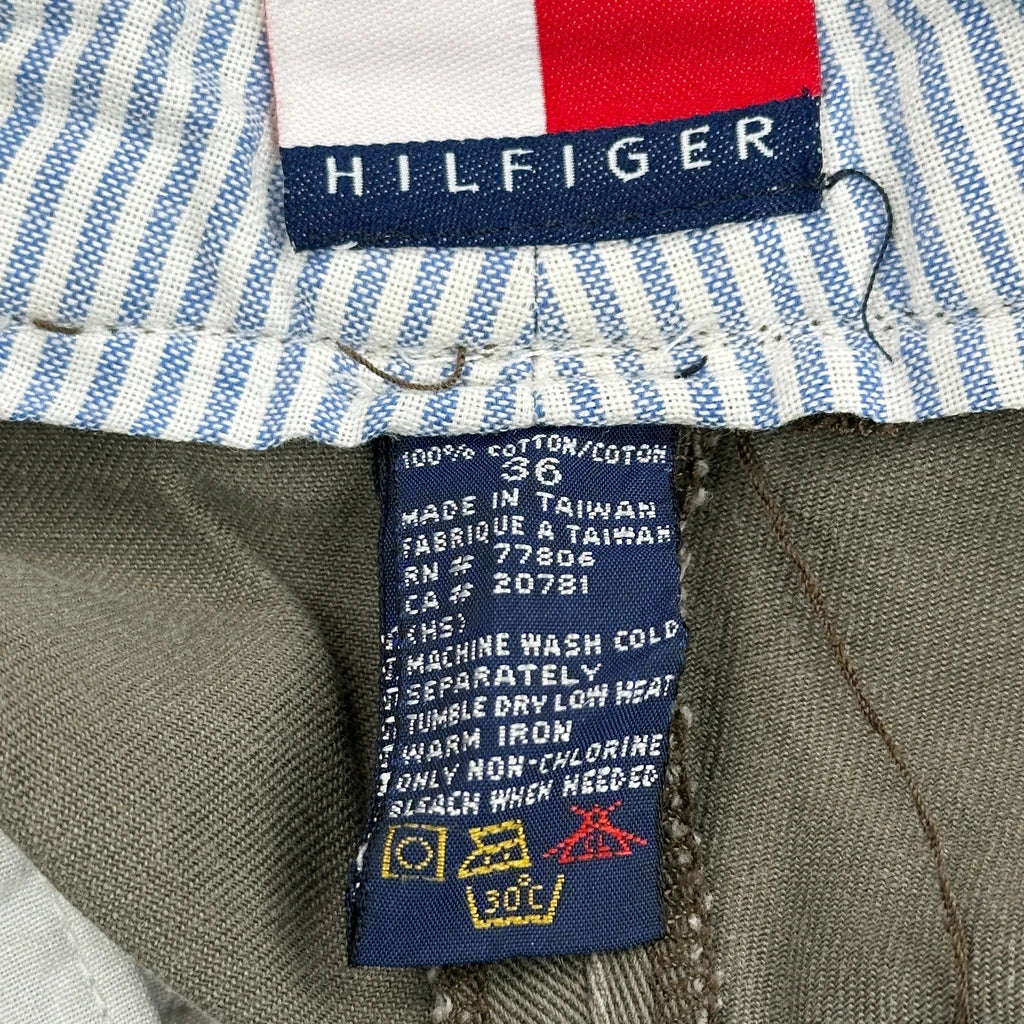 HILFIGER
100% COTTON/COTON
36
MADE IN TAIWAN
FABRIQUE A TAIWAN
RN # 77806
CA # 20781
(HS)
MACHINE WASH COLD
SEPARATELY
TUMBLE DRY LOW HEAT
WARM IRON
ONLY NON-CHLORINE
BLEACH WHEN NEEDED
30°C